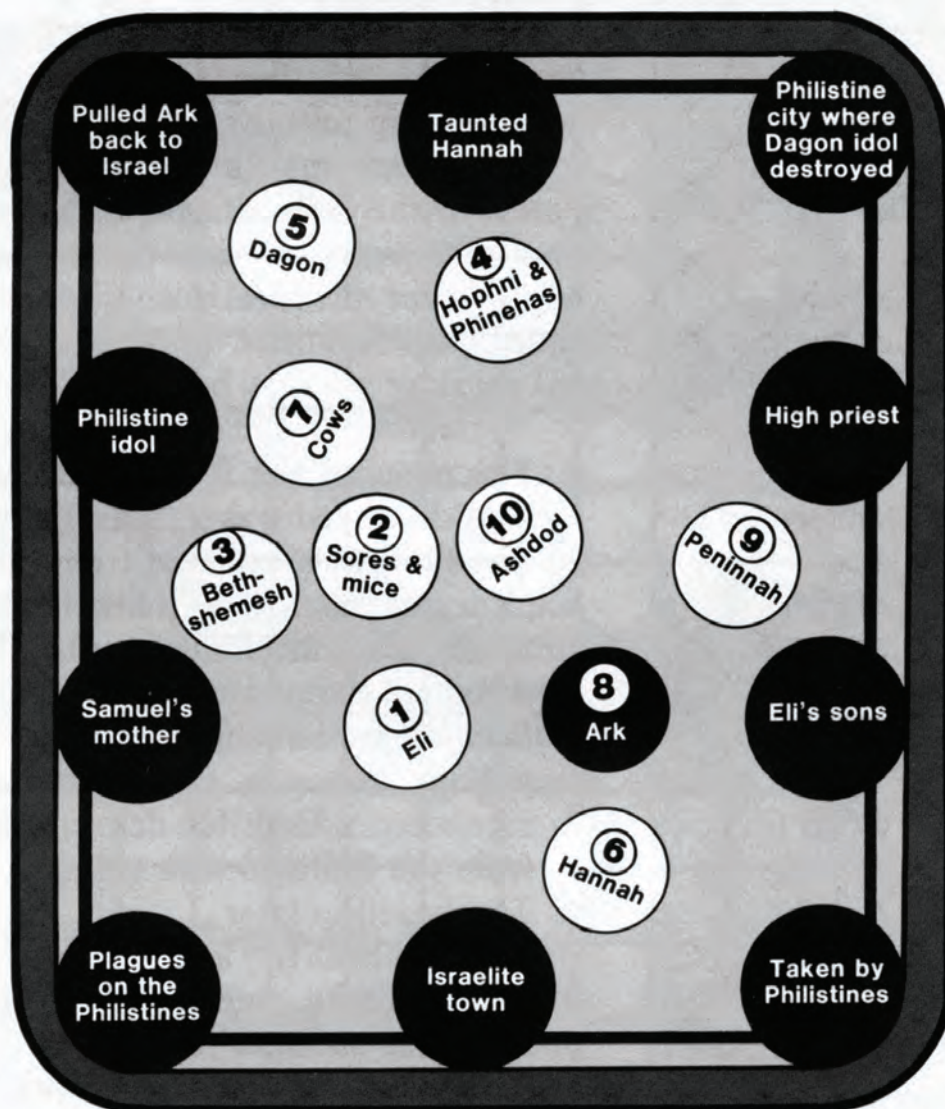 Pulled Ark
back to
Israel
Taunted
Hannah
Philistine
city where
Dagon idol
destroyed
5
Dagon
4
Hophni &
Phinehas
Philistine
idol
7
Cows
High priest
3
Beth-
shemesh
2
Sores &
mice
10
Ashdod
9
Peninnah
Samuel's
mother
1
Eli
8
Ark
Eli's sons
6
Hannah
Plagues
on the
Philistines
Israelite
town
Taken by
Philistines